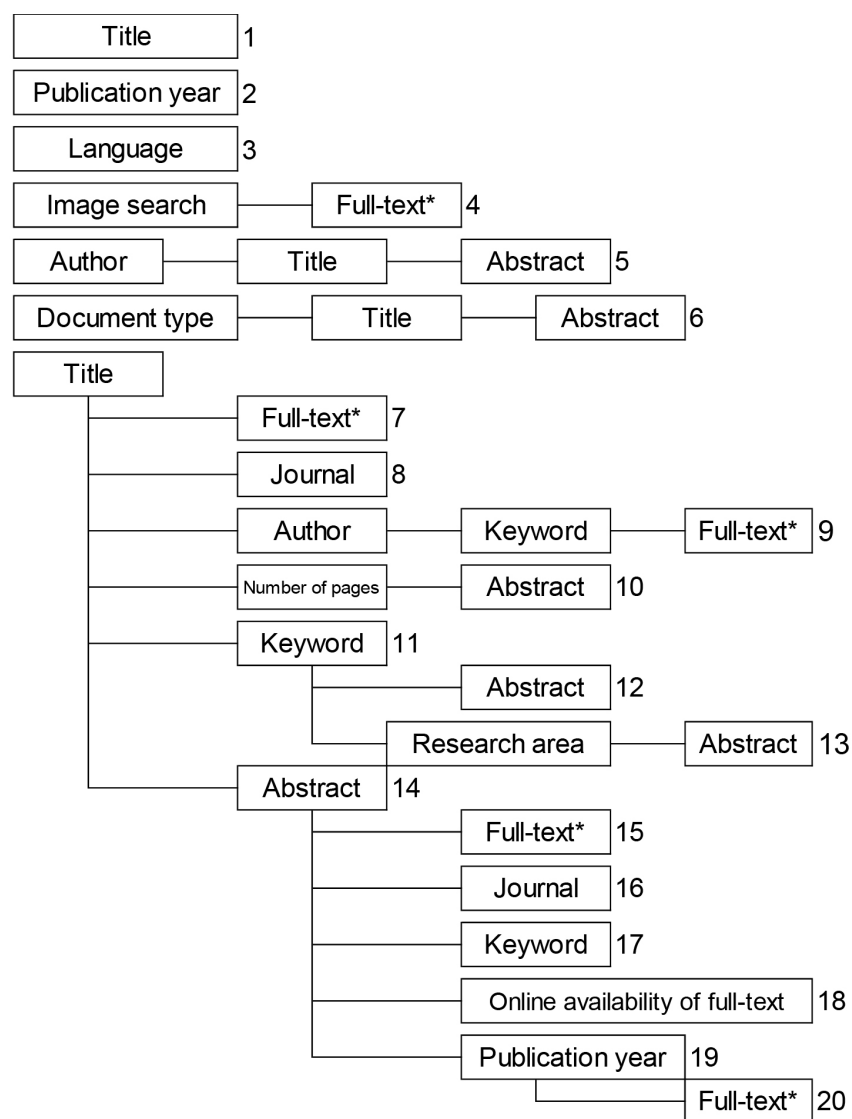 Title 1
Publication year 2
Language 3
Image search Full-text* 4
Author Title Abstract 5
Document type Title Abstract 6
Title
Full-text* 7
Journal 8
Author Keyword Full-text* 9
Number of pages Abstract 10
Keyword 11
Abstract 12
Research area Abstract 13
Abstract 14
Full-text* 15
Journal 16
Keyword 17
Online availability of full-text 18
Publication year 19
Full-text* 20